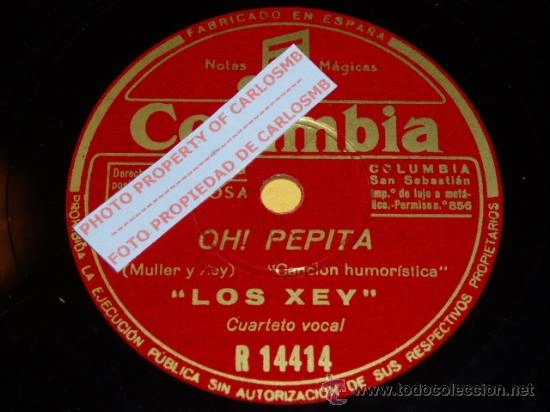 FABRICADO EN ESPAÑA
Notas Mágicas
Columbia
PHOTO PROPERTY OF CARLOSMB
FOTO PROPIEDAD DE CARLOSMB
COLUMBIA
San Sebastián
Imp.º de lujo a metá-
lico.-Permiso n.º 856
OH! PEPITA
(Muller y Xey) "Canción humorística"
"LOS XEY"
Cuarteto vocal
R 14414
PROHIBIDA LA EJECUCIÓN PÚBLICA SIN AUTORIZACIÓN DE SUS RESPECTIVOS PROPIETARIOS
www.todocoleccion.net